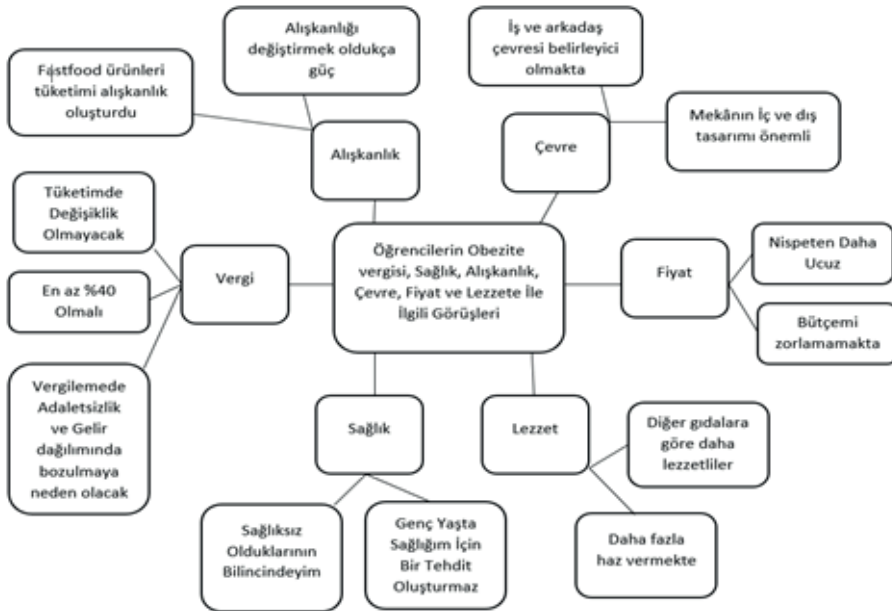 Alışkanlığı
değiştirmek oldukça
güç
İş ve arkadaş
çevresi belirleyici
olmakta
Fastfood ürünleri
tüketimi alışkanlık
oluşturdu
Mekânın İç ve dış
tasarımı önemli
Alışkanlık
Çevre
Tüketimde
Değişiklik
Olmayacak
Öğrencilerin Obezite
vergisi, Sağlık, Alışkanlık,
Çevre, Fiyat ve Lezzete İle
İlgili Görüşleri
Nispeten Daha
Ucuz
Vergi
Fiyat
En az %40
Olmalı
Bütçemi
zorlamamakta
Vergilemede
Adaletsizlik
ve Gelir
dağılımında
bozulmaya
neden olacak
Sağlık
Lezzet
Diğer gıdalara
göre daha
lezzetliler
Sağlıksız
Olduklarının
Bilincindeyim
Genç Yaşta
Sağlığım İçin
Bir Tehdit
Oluşturmaz
Daha fazla
haz vermekte